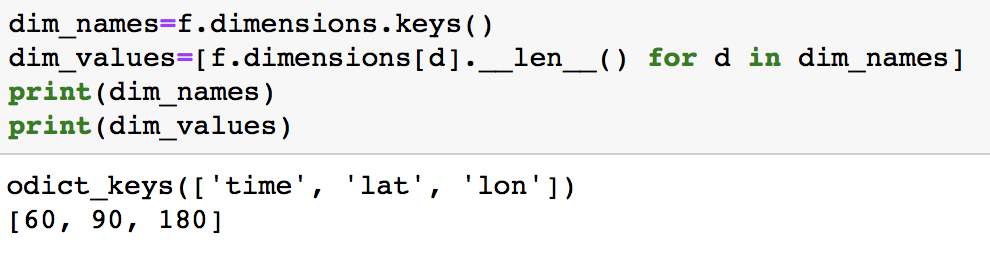 dim_names=f.dimensions.keys()
dim_values=[f.dimensions[d].__len__() for d in dim_names]
print(dim_names)
print(dim_values)
odict_keys(['time', 'lat', 'lon'])
[60, 90, 180]